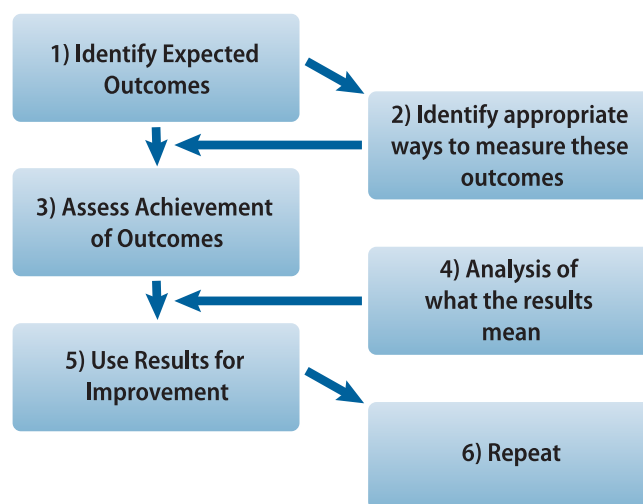 1) Identify Expected
Outcomes
2) Identify appropriate
ways to measure these
outcomes
3) Assess Achievement
of Outcomes
4) Analysis of
what the results
mean
5) Use Results for
Improvement
6) Repeat